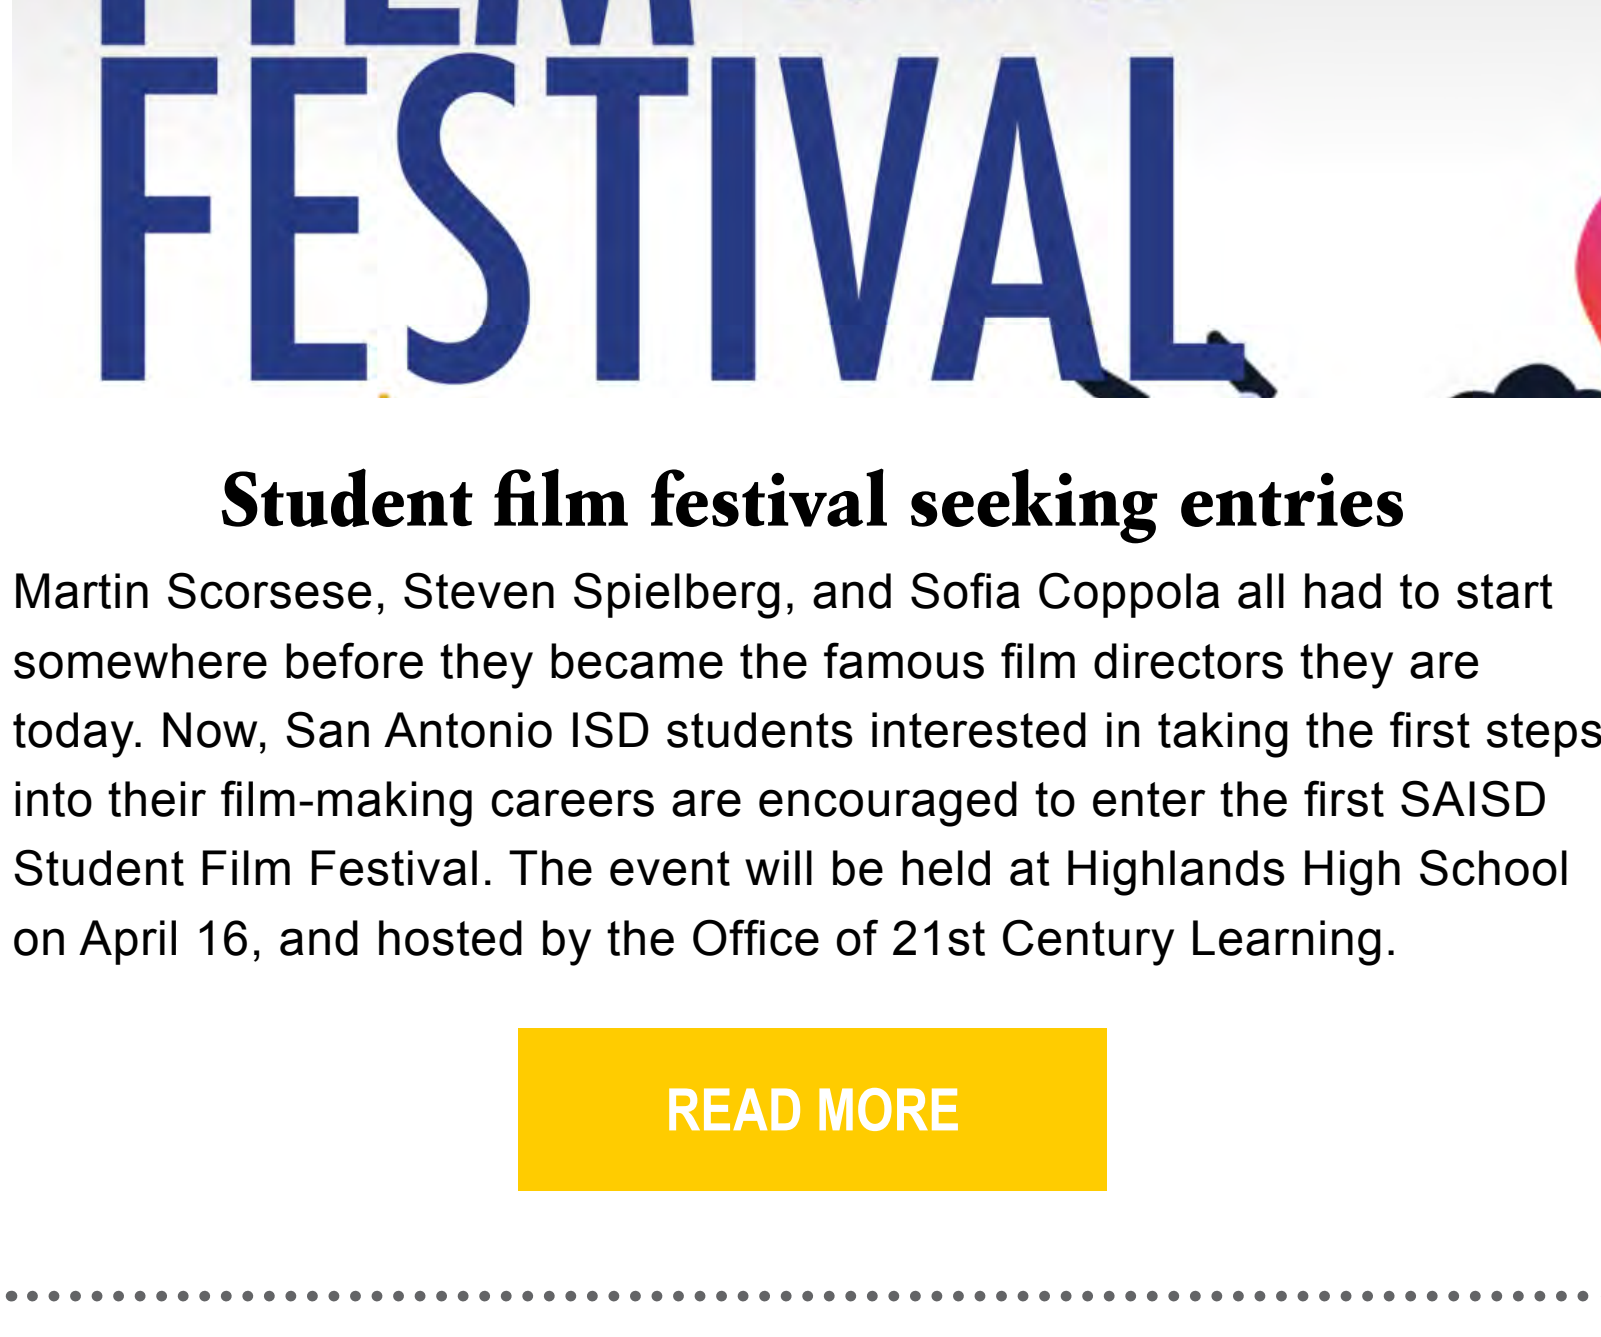 FILM
FESTIVAL
Student film festival seeking entries
Martin Scorsese, Steven Spielberg, and Sofia Coppola all had to start
somewhere before they became the famous film directors they are
today. Now, San Antonio ISD students interested in taking the first steps
into their film-making careers are encouraged to enter the first SAISD
Student Film Festival. The event will be held at Highlands High School
on April 16, and hosted by the Office of 21st Century Learning.
READ MORE